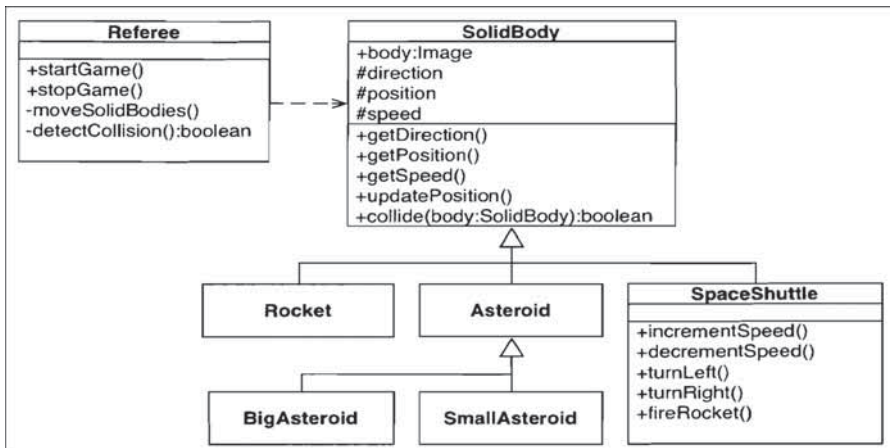 Referee
+startGame()
+stopGame()
-moveSolidBodies()
-detectCollision():boolean
SolidBody
+body:Image
#direction
#position
#speed
+getDirection()
+getPosition()
+getSpeed()
+updatePosition()
+collide(body:SolidBody):boolean
Rocket
Asteroid
SpaceShuttle
+incrementSpeed()
+decrementSpeed()
+turnLeft()
+turnRight()
+fireRocket()
BigAsteroid
SmallAsteroid